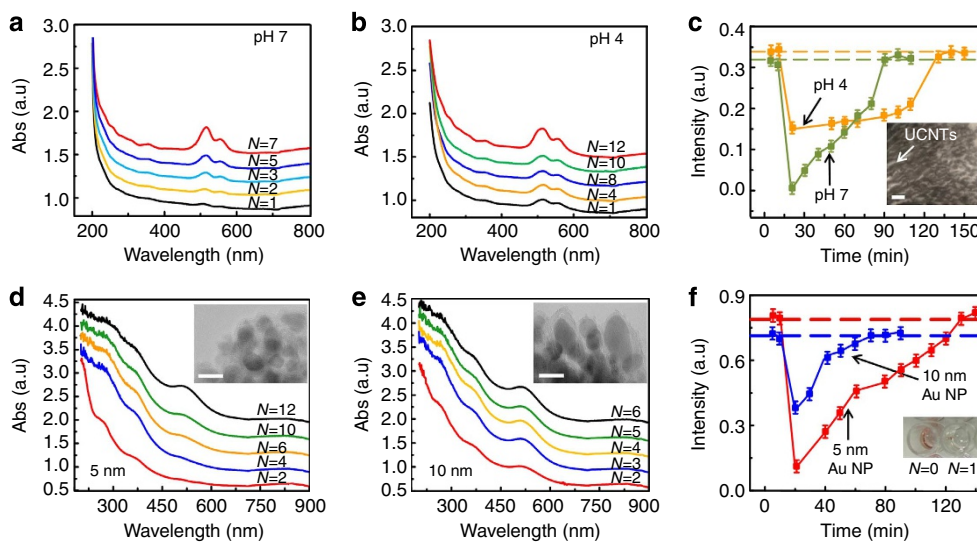 a
pH 7
3.0
2.5
2.0
1.5
1.0
Abs (a.u)
N=7
N=5
N=3
N=2
N=1
200 400 600 800
Wavelength (nm)
b
pH 4
3.0
2.5
2.0
1.5
1.0
Abs (a.u)
N=12
N=10
N=8
N=4
N=1
200 400 600 800
Wavelength (nm)
c
0.4
0.3
0.2
0.1
0.0
Intensity (a.u)
pH 4
UCNTs
pH 7
0 30 60 90 120 150
Time (min)
d
4.5
4.0
3.5
3.0
2.5
2.0
1.5
1.0
0.5
Abs (a.u)
N=12
N=10
N=6
N=4
N=2
5 nm
300 450 600 750 900
Wavelength (nm)
e
4.5
4.0
3.5
3.0
2.5
2.0
1.5
1.0
0.5
Abs (a.u)
N=6
N=5
N=4
N=3
N=2
10 nm
300 450 600 750 900
Wavelength (nm)
f
0.9
0.6
0.3
0.0
Intensity (a.u)
10 nm
Au NP
5 nm
Au NP
N=0 N=1
0 40 80 120
Time (min)